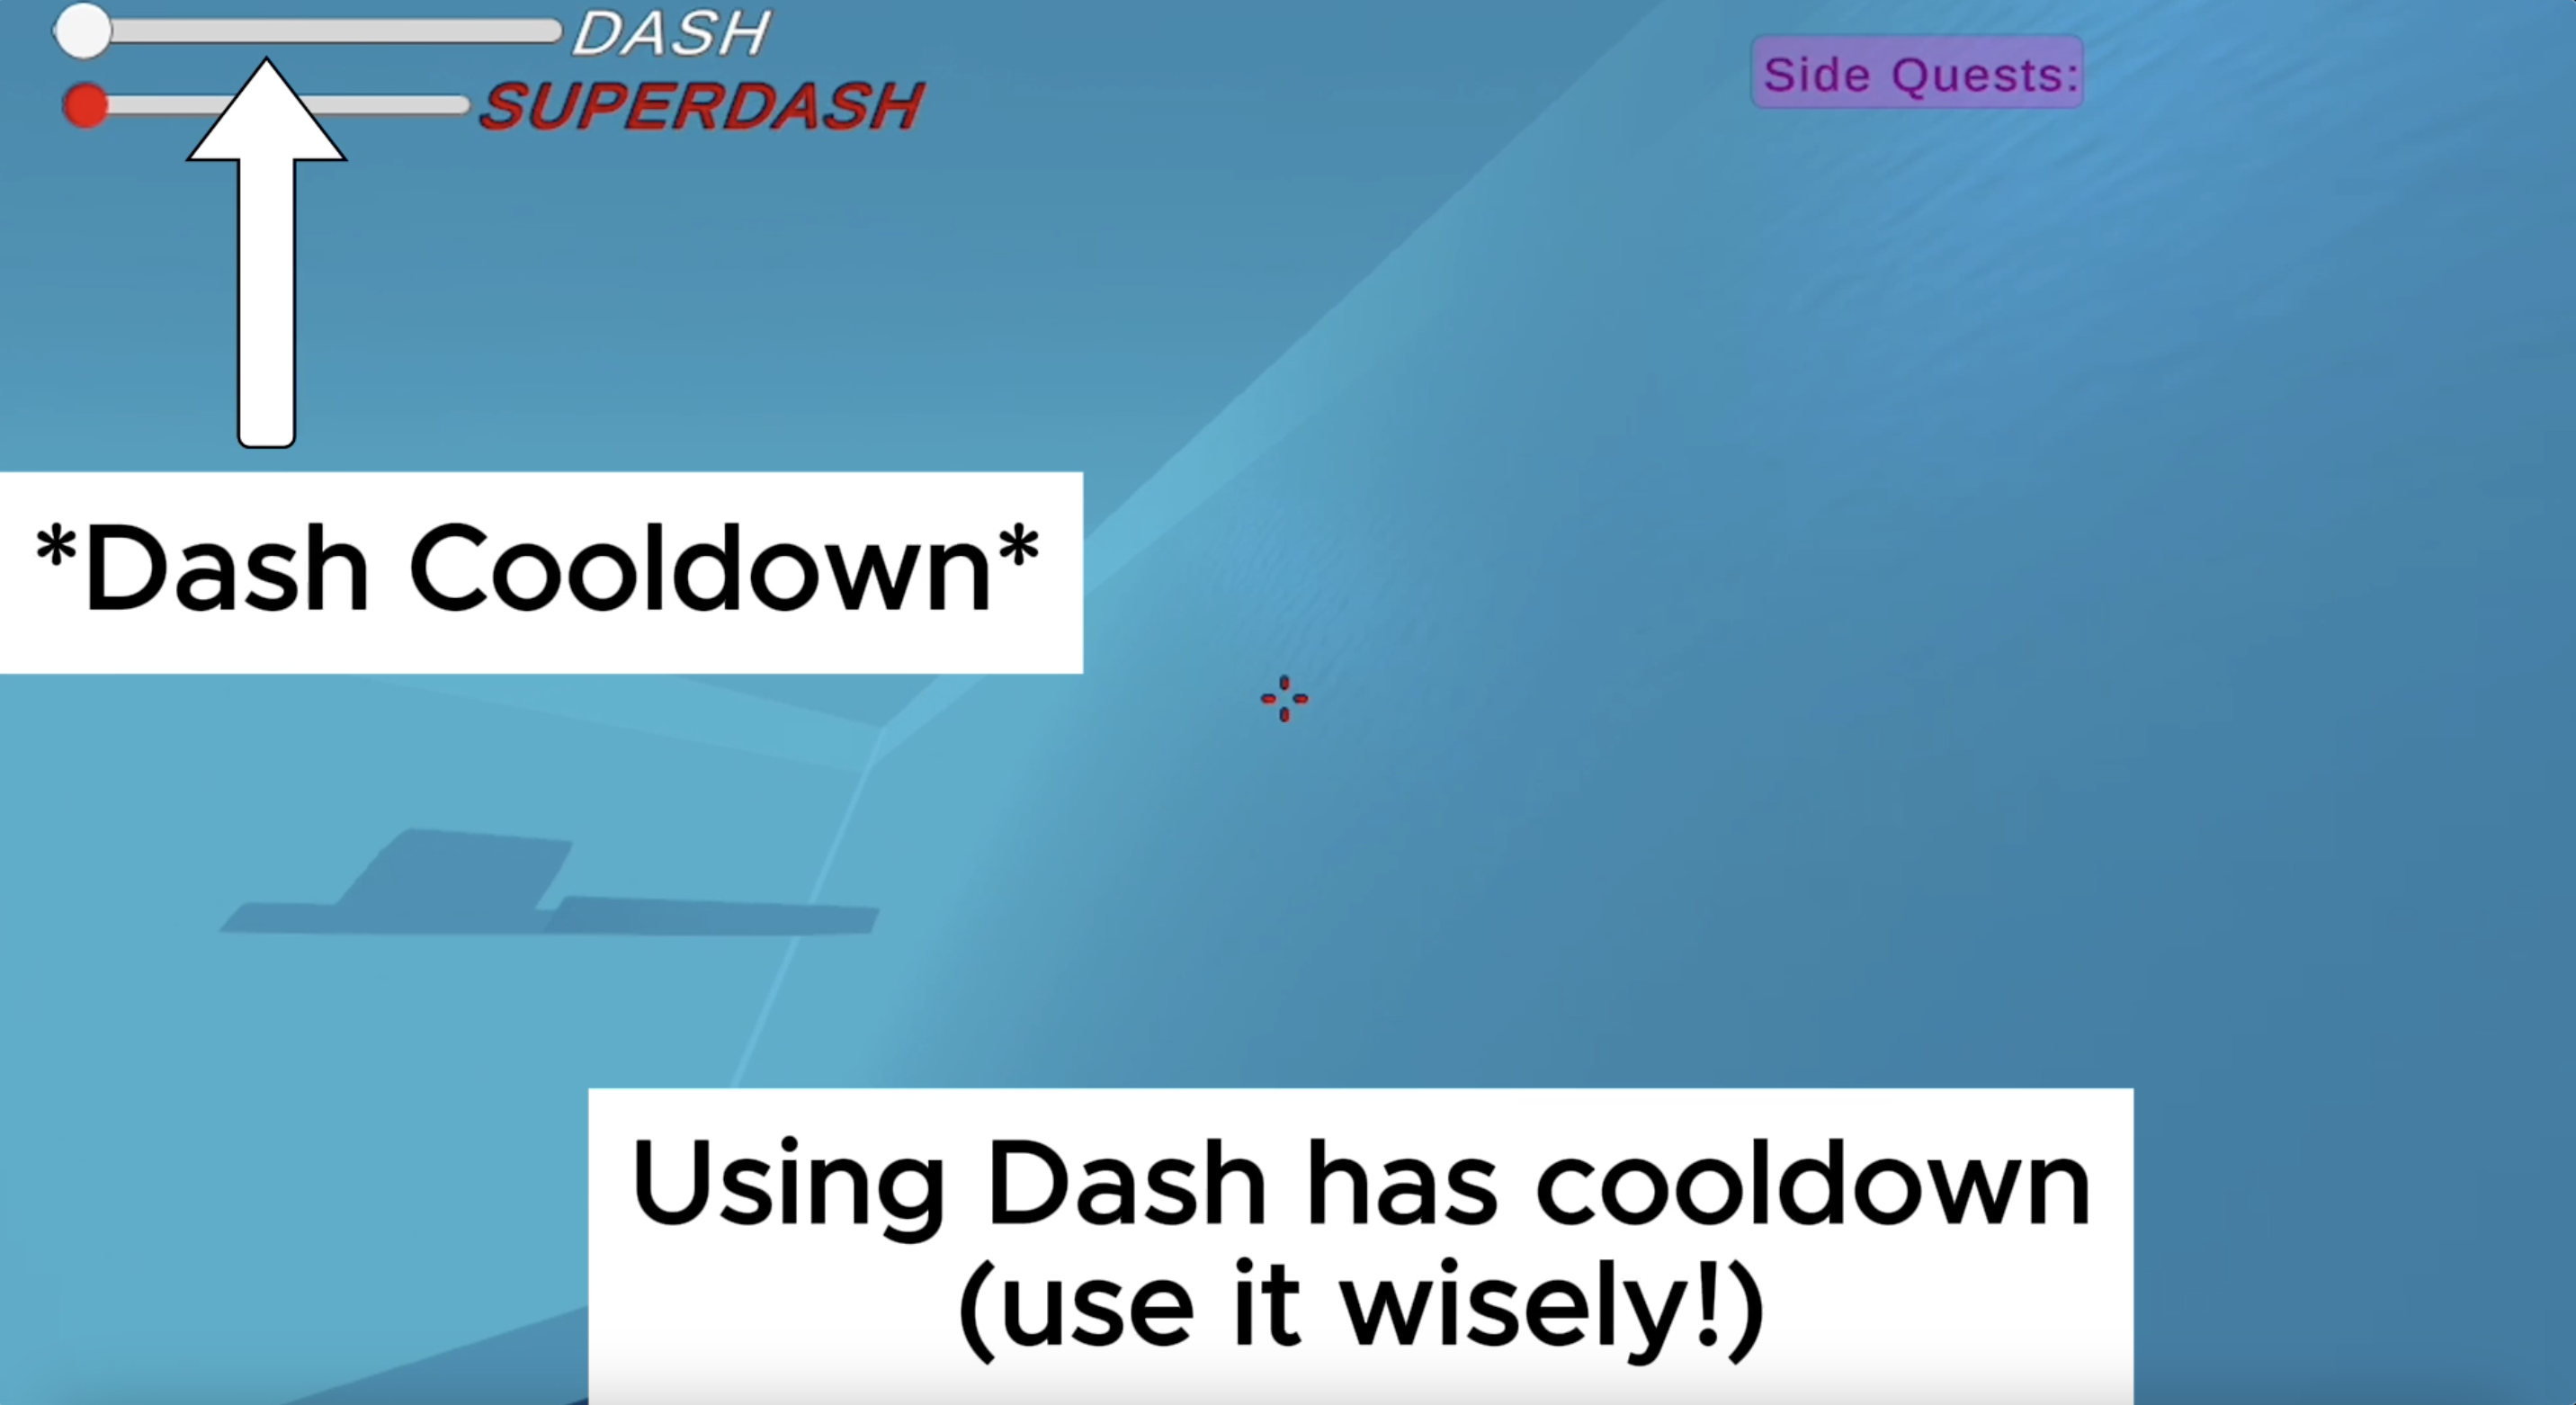 DASH
SUPERDASH
Side Quests:
*Dash Cooldown*
Using Dash has cooldown
(use it wisely!)